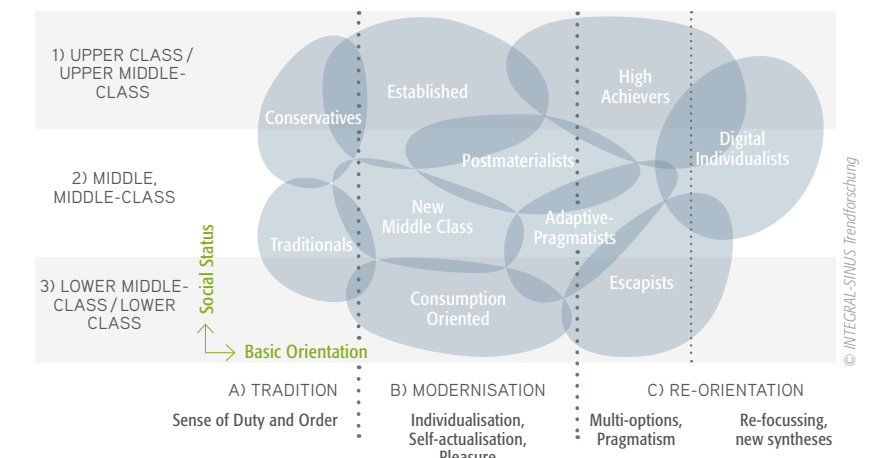 1) UPPER CLASS /
UPPER MIDDLE-
CLASS
Established
High
Achievers
Conservatives
Digital
Individualists
Postmaterialists
2) MIDDLE,
MIDDLE-CLASS
New
Middle Class
Adaptive-
Pragmatists
Traditionals
Social Status
3) LOWER MIDDLE-
CLASS / LOWER
CLASS
Escapists
Consumption
Oriented
Basic Orientation
© INTEGRAL-SINUS Trendforschung
A) TRADITION
B) MODERNISATION
C) RE-ORIENTATION
Sense of Duty and Order
Individualisation,
Self-actualisation,
Pleasure
Multi-options,
Pragmatism
Re-focussing,
new syntheses